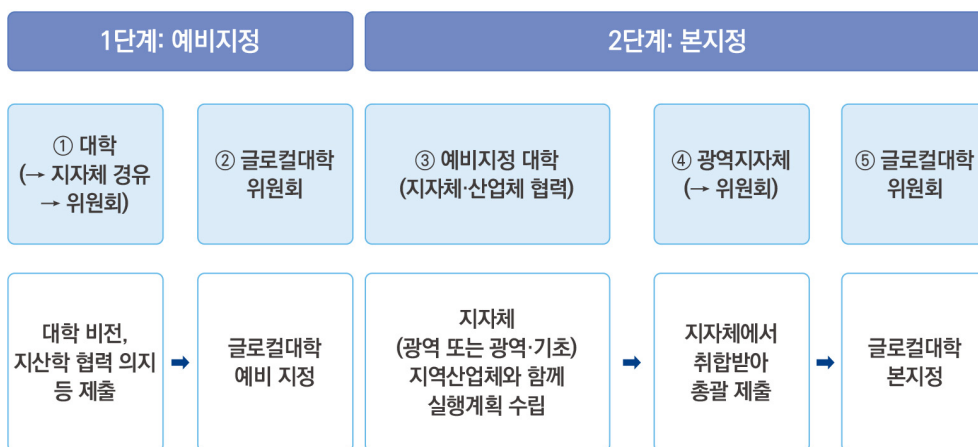 1단계: 예비지정
2단계: 본지정
① 대학
(→ 지자체 경유
→ 위원회)
② 글로컬대학
위원회
③ 예비지정 대학
(지자체·산업체 협력)
④ 광역지자체
(→ 위원회)
⑤ 글로컬대학
위원회
대학 비전,
지산학 협력 의지
등 제출
➡
글로컬대학
예비 지정
지자체
(광역 또는 광역·기초)
지역산업체와 함께
실행계획 수립
➡
지자체에서
취합받아
총괄 제출
➡
글로컬대학
본지정